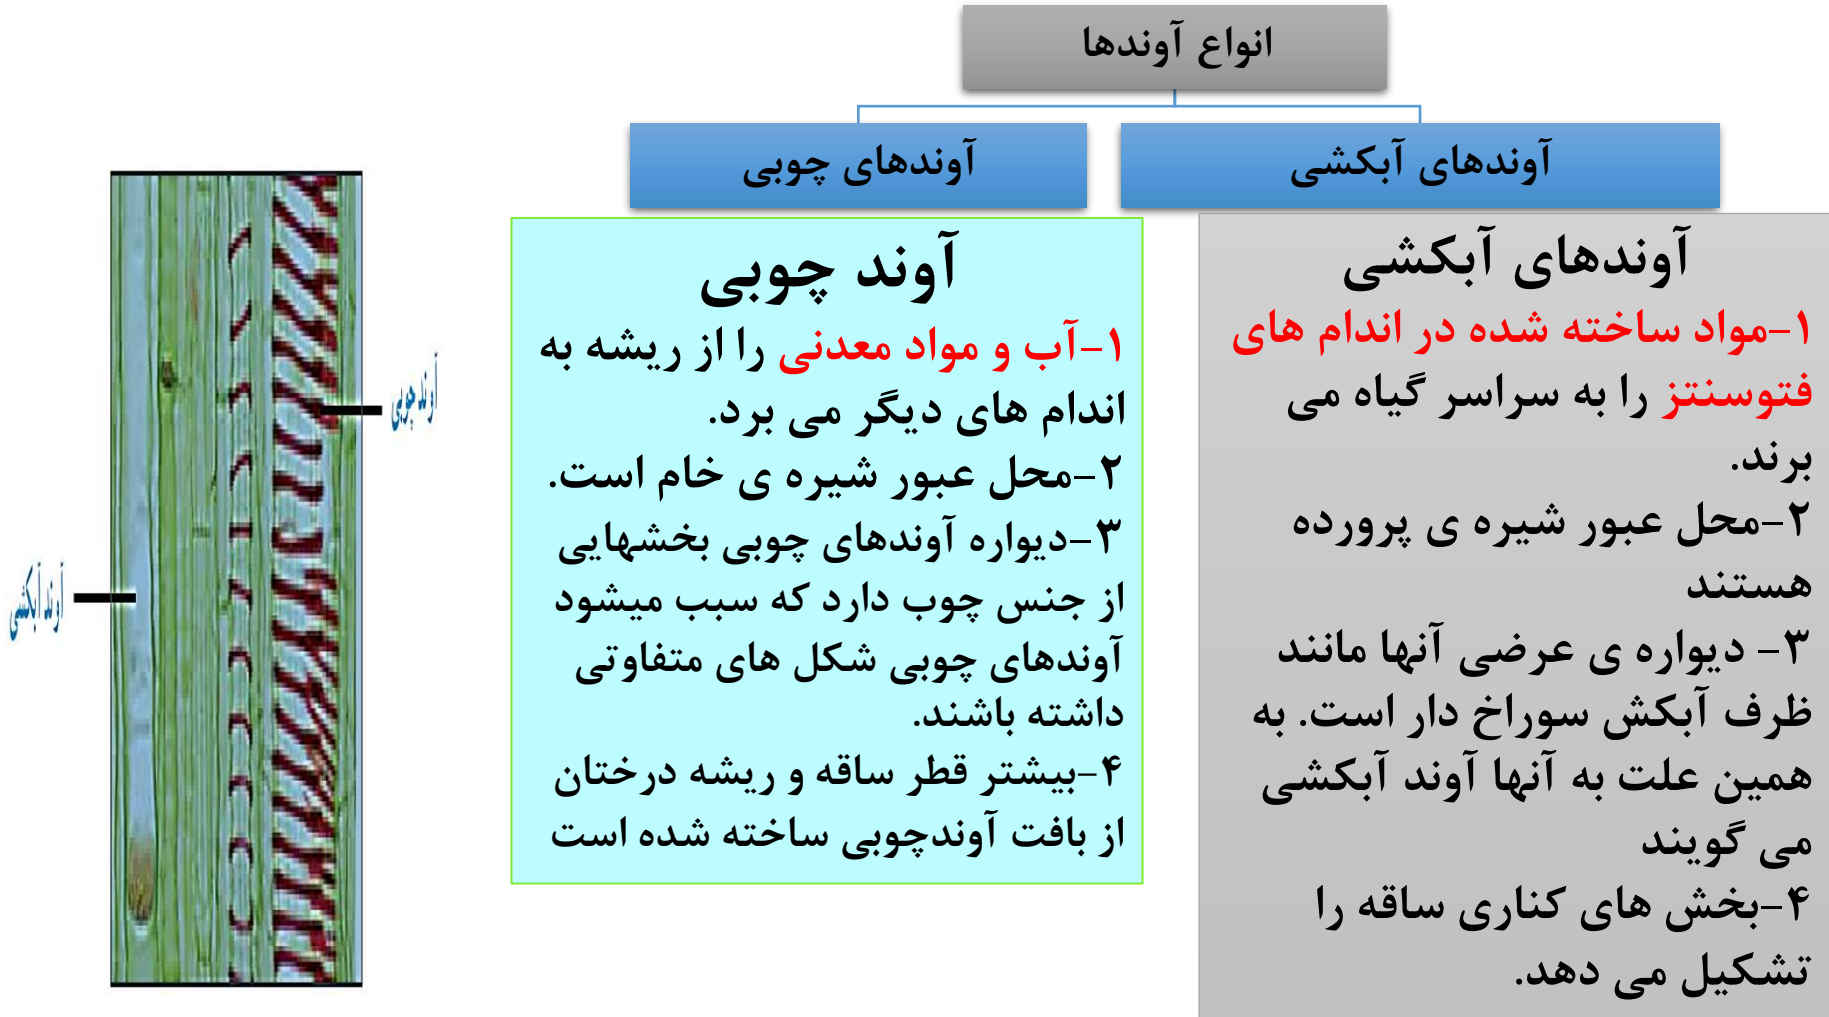 انواع آوندها
آوندهای آبکشی
آوندهای چوبی
آوندهای آبکشی
۱-مواد ساخته شده در اندام های
فتوسنتز را به سراسر گیاه می
برند.
۲-محل عبور شیره ی پرورده
هستند
۳- دیواره ی عرضی آنها مانند
ظرف آبکش سوراخ دار است. به
همین علت به آنها آوند آبکشی
می گویند
۴-بخش های کناری ساقه را
تشکیل می دهد.
آوند چوبی
۱-آب و مواد معدنی را از ریشه به
اندام های دیگر می برد.
۲-محل عبور شیره ی خام است.
۳-دیواره آوندهای چوبی بخشهایی
از جنس چوب دارد که سبب میشود
آوندهای چوبی شکل های متفاوتی
داشته باشند.
۴-بیشتر قطر ساقه و ریشه درختان
از بافت آوندچوبی ساخته شده است
آوند چوبی
آوند آبکشی